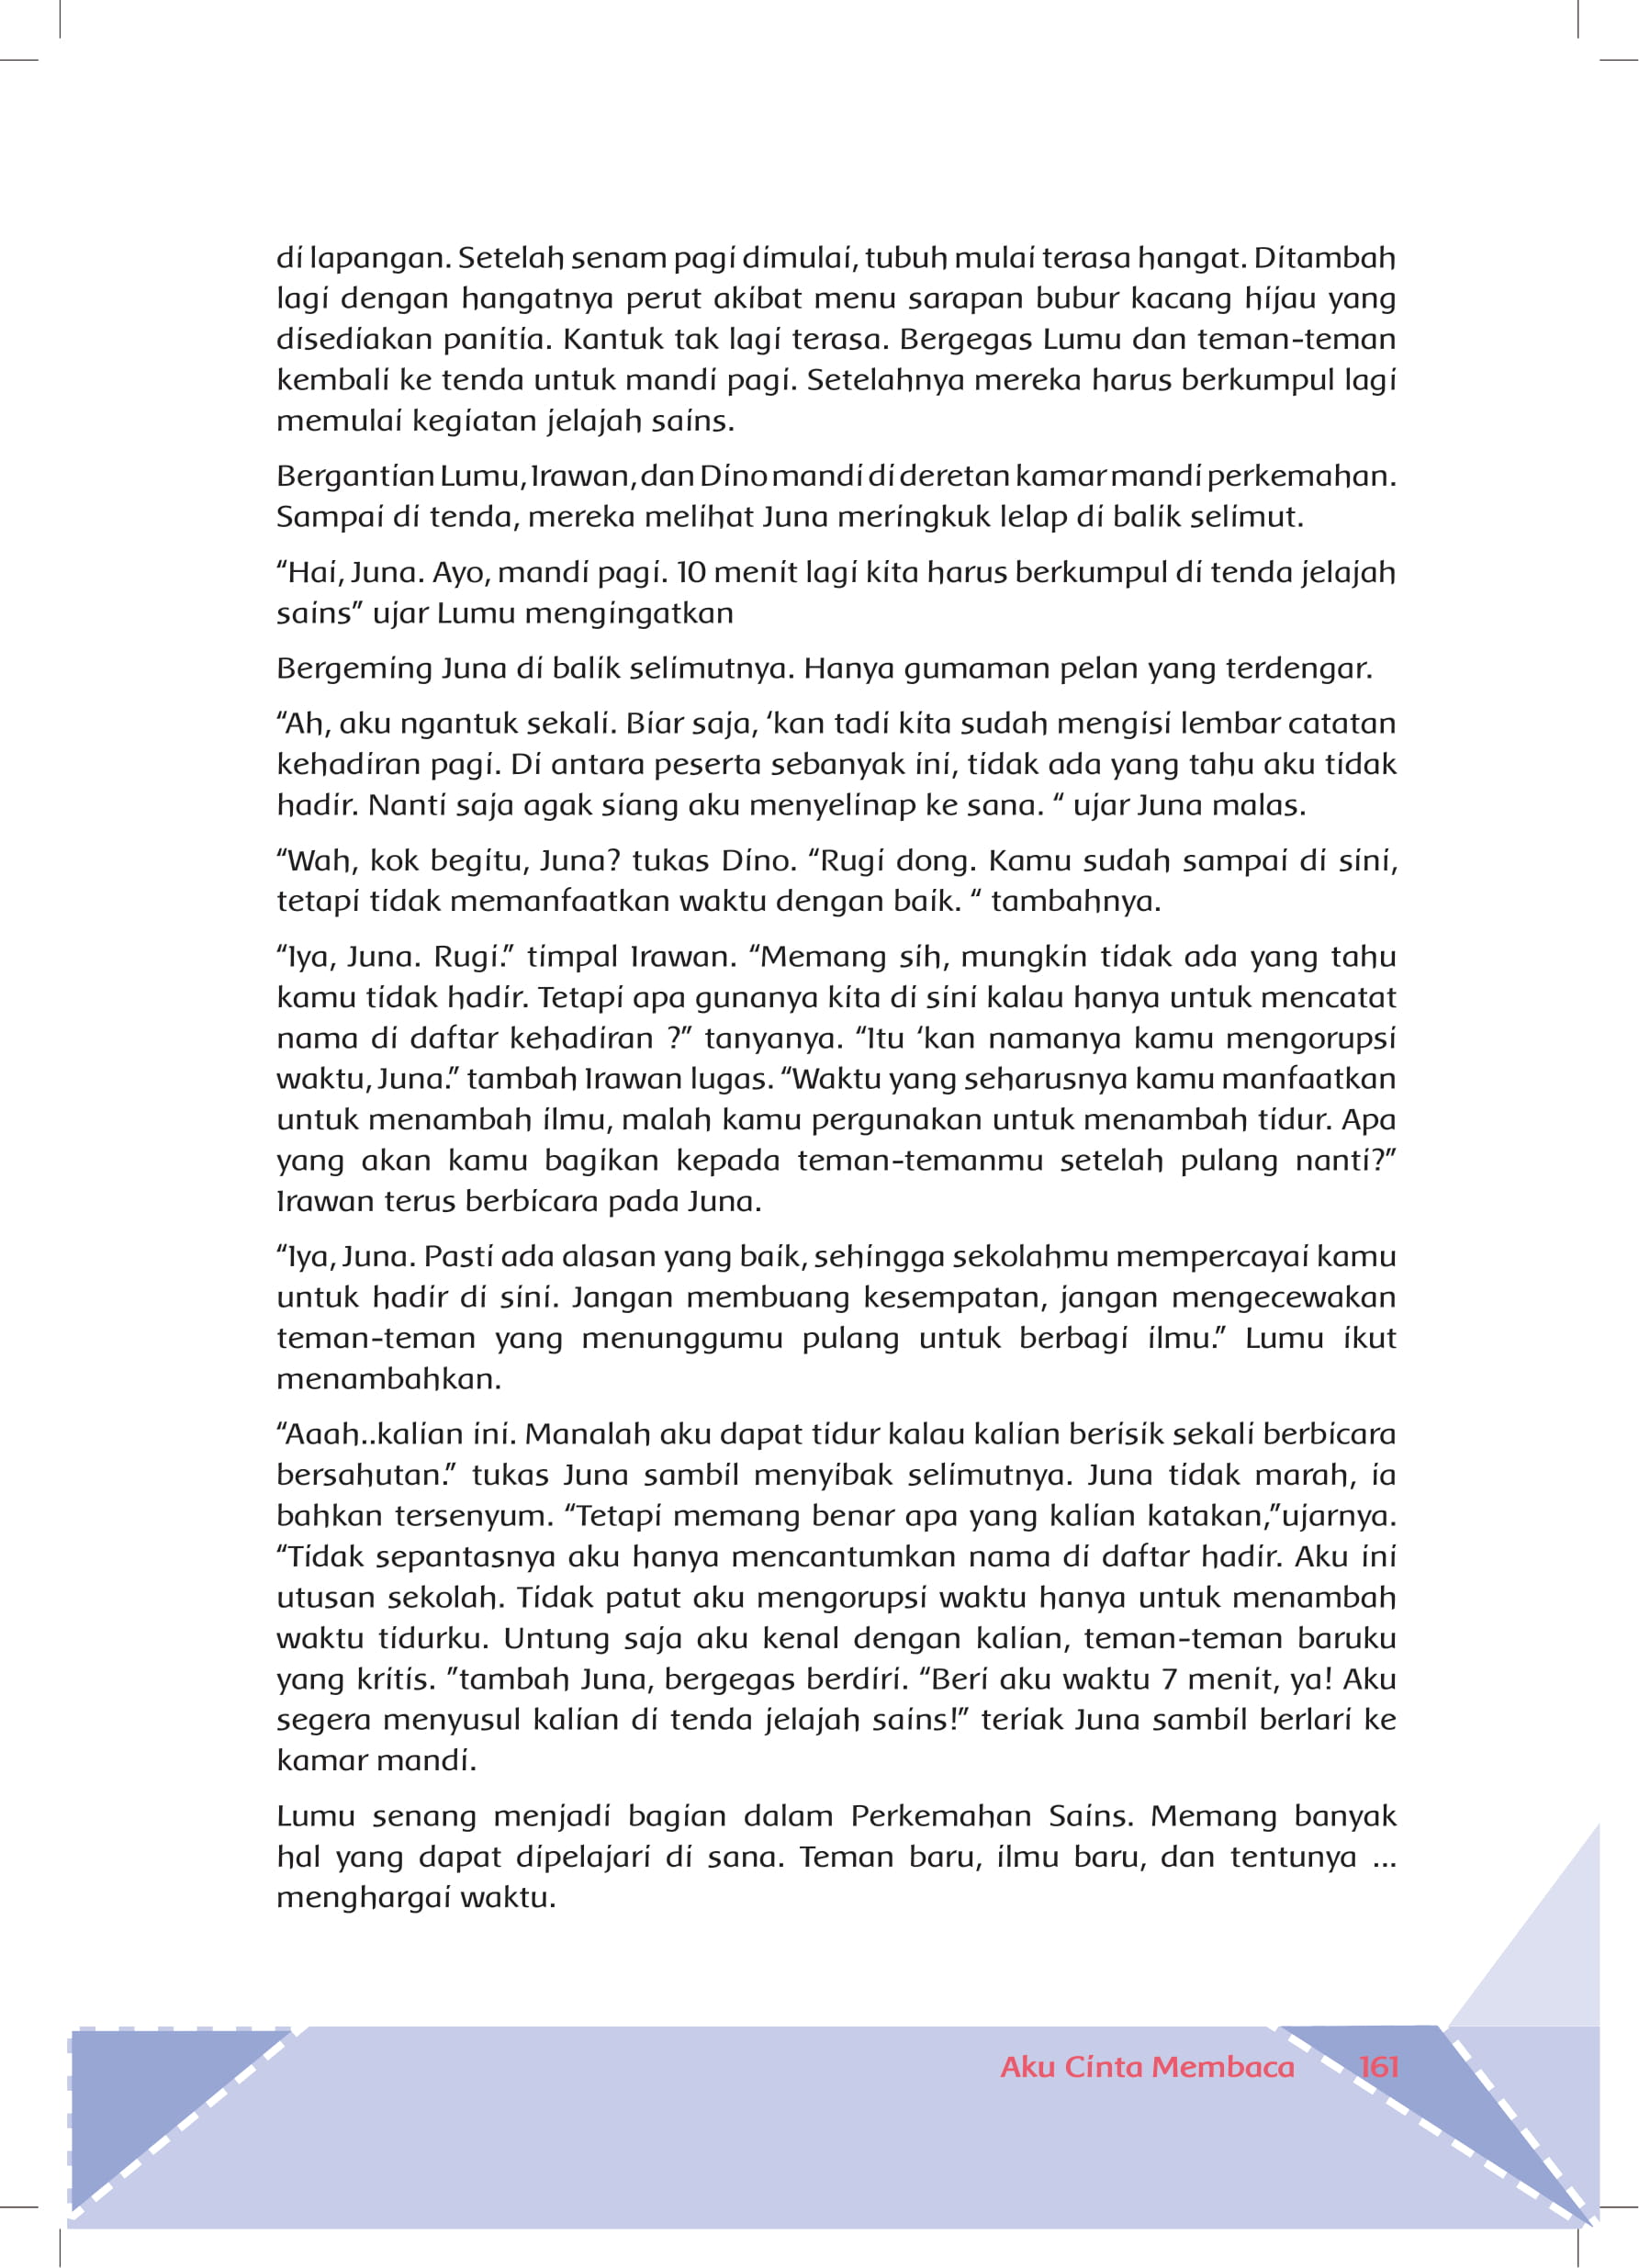 di lapangan. Setelah senam pagi dimulai, tubuh mulai terasa hangat. Ditambah
lagi dengan hangatnya perut akibat menu sarapan bubur kacang hijau yang
disediakan panitia. Kantuk tak lagi terasa. Bergegas Lumu dan teman-teman
kembali ke tenda untuk mandi pagi. Setelahnya mereka harus berkumpul lagi
memulai kegiatan jelajah sains.
Bergantian Lumu, Irawan, dan Dino mandi di deretan kamar mandi perkemahan.
Sampai di tenda, mereka melihat Juna meringkuk lelap di balik selimut.
“Hai, Juna. Ayo, mandi pagi. 10 menit lagi kita harus berkumpul di tenda jelajah
sains” ujar Lumu mengingatkan
Bergeming Juna di balik selimutnya. Hanya gumaman pelan yang terdengar.
“Ah, aku ngantuk sekali. Biar saja, ‘kan tadi kita sudah mengisi lembar catatan
kehadiran pagi. Di antara peserta sebanyak ini, tidak ada yang tahu aku tidak
hadir. Nanti saja agak siang aku menyelinap ke sana. “ ujar Juna malas.
“Wah, kok begitu, Juna? tukas Dino. “Rugi dong. Kamu sudah sampai di sini,
tetapi tidak memanfaatkan waktu dengan baik. “ tambahnya.
“Iya, Juna. Rugi.” timpal Irawan. “Memang sih, mungkin tidak ada yang tahu
kamu tidak hadir. Tetapi apa gunanya kita di sini kalau hanya untuk mencatat
nama di daftar kehadiran ?” tanyanya. “Itu ‘kan namanya kamu mengorupsi
waktu, Juna.” tambah Irawan lugas. “Waktu yang seharusnya kamu manfaatkan
untuk menambah ilmu, malah kamu pergunakan untuk menambah tidur. Apa
yang akan kamu bagikan kepada teman-temanmu setelah pulang nanti?”
Irawan terus berbicara pada Juna.
“Iya, Juna. Pasti ada alasan yang baik, sehingga sekolahmu mempercayai kamu
untuk hadir di sini. Jangan membuang kesempatan, jangan mengecewakan
teman-teman yang menunggumu pulang untuk berbagi ilmu.” Lumu ikut
menambahkan.
“Aaah..kalian ini. Manalah aku dapat tidur kalau kalian berisik sekali berbicara
bersahutan.” tukas Juna sambil menyibak selimutnya. Juna tidak marah, ia
bahkan tersenyum. “Tetapi memang benar apa yang kalian katakan,”ujarnya.
“Tidak sepantasnya aku hanya mencantumkan nama di daftar hadir. Aku ini
utusan sekolah. Tidak patut aku mengorupsi waktu hanya untuk menambah
waktu tidurku. Untung saja aku kenal dengan kalian, teman-teman baruku
yang kritis. ”tambah Juna, bergegas berdiri. “Beri aku waktu 7 menit, ya! Aku
segera menyusul kalian di tenda jelajah sains!” teriak Juna sambil berlari ke
kamar mandi.
Lumu senang menjadi bagian dalam Perkemahan Sains. Memang banyak
hal yang dapat dipelajari di sana. Teman baru, ilmu baru, dan tentunya ...
menghargai waktu.
Aku Cinta Membaca 161